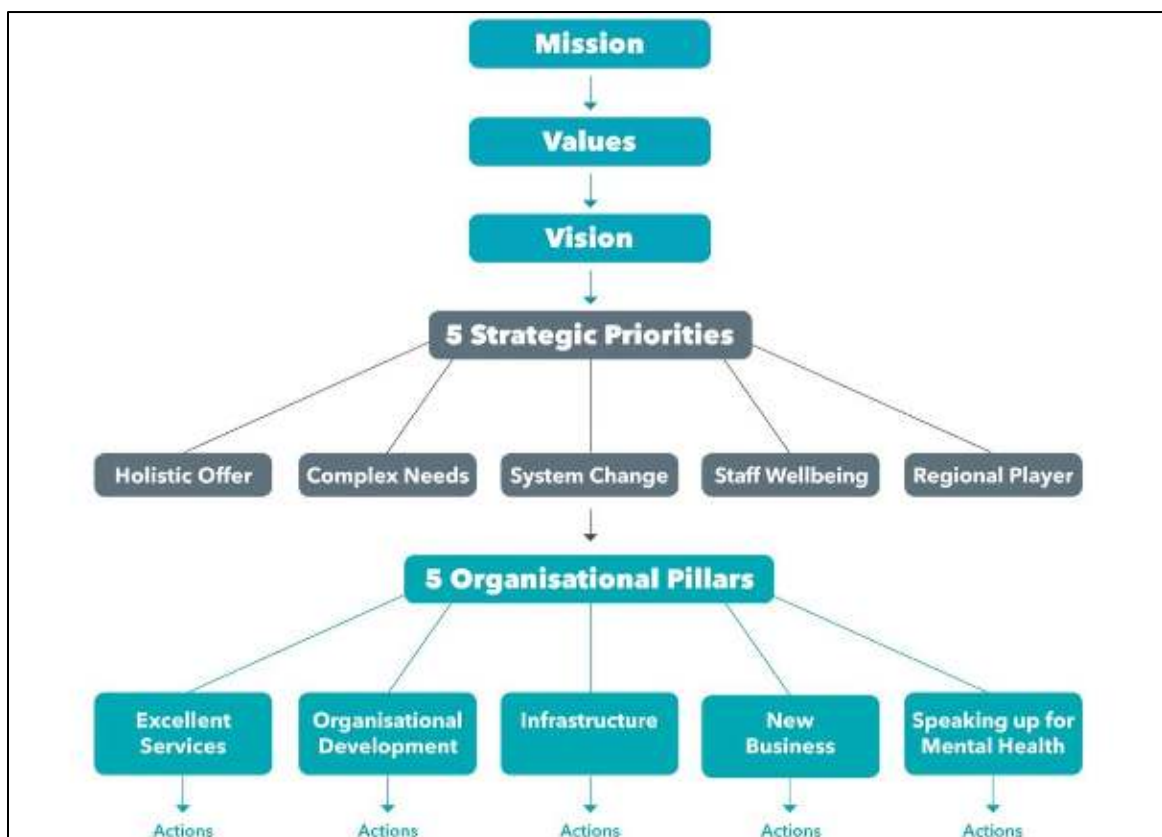 Mission
Values
Vision
5 Strategic Priorities
Holistic Offer
Complex Needs
System Change
Staff Wellbeing
Regional Player
5 Organisational Pillars
Excellent
Services
Organisational
Development
Infrastructure
New
Business
Speaking up for
Mental Health
Actions
Actions
Actions
Actions
Actions